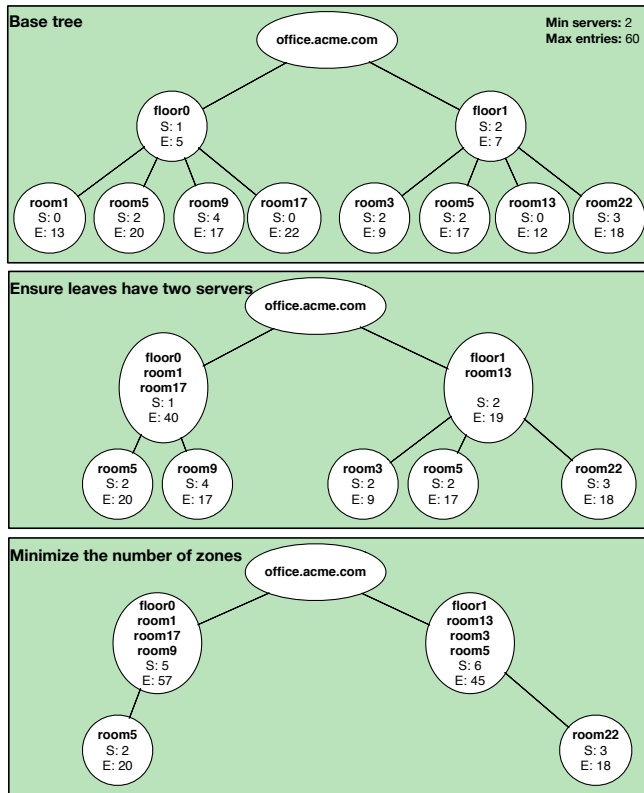 Base tree
Min servers: 2
Max entries: 60
office.acme.com
floor0
S: 1
E: 5
floor1
S: 2
E: 7
room1
S: 0
E: 13
room5
S: 2
E: 20
room9
S: 4
E: 17
room17
S: 0
E: 22
room3
S: 2
E: 9
room5
S: 2
E: 17
room13
S: 0
E: 12
room22
S: 3
E: 18
Ensure leaves have two servers
office.acme.com
floor0
room1
room17
S: 1
E: 40
floor1
room13
S: 2
E: 19
room5
S: 2
E: 20
room9
S: 4
E: 17
room3
S: 2
E: 9
room5
S: 2
E: 17
room22
S: 3
E: 18
Minimize the number of zones
office.acme.com
floor0
room1
room17
room9
S: 5
E: 57
floor1
room13
room3
room5
S: 6
E: 45
room5
S: 2
E: 20
room22
S: 3
E: 18